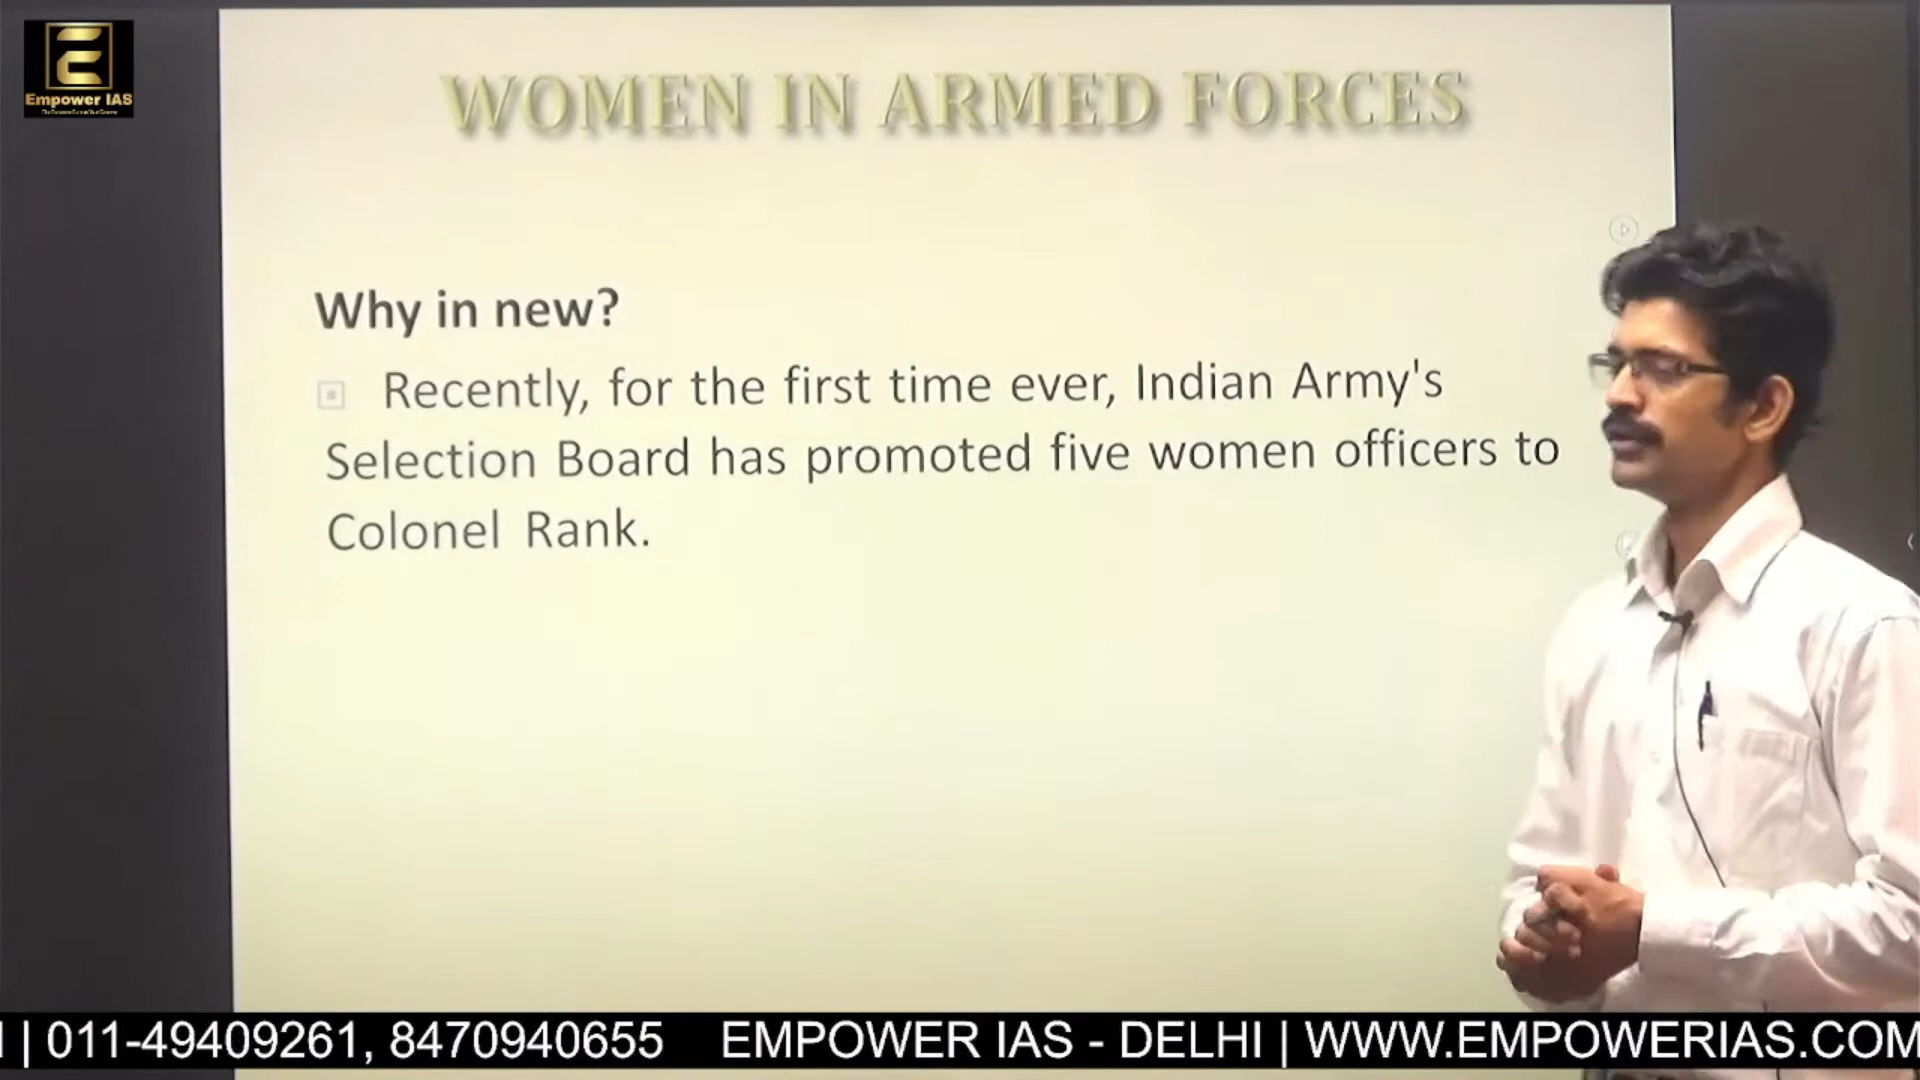 Empower IAS
WOMEN IN ARMED FORCES
Why in new?
Recently, for the first time ever, Indian Army's
Selection Board has promoted five women officers to
Colonel Rank.
| 011-49409261, 8470940655 EMPOWER IAS - DELHI | WWW.EMPOWERIAS.COM